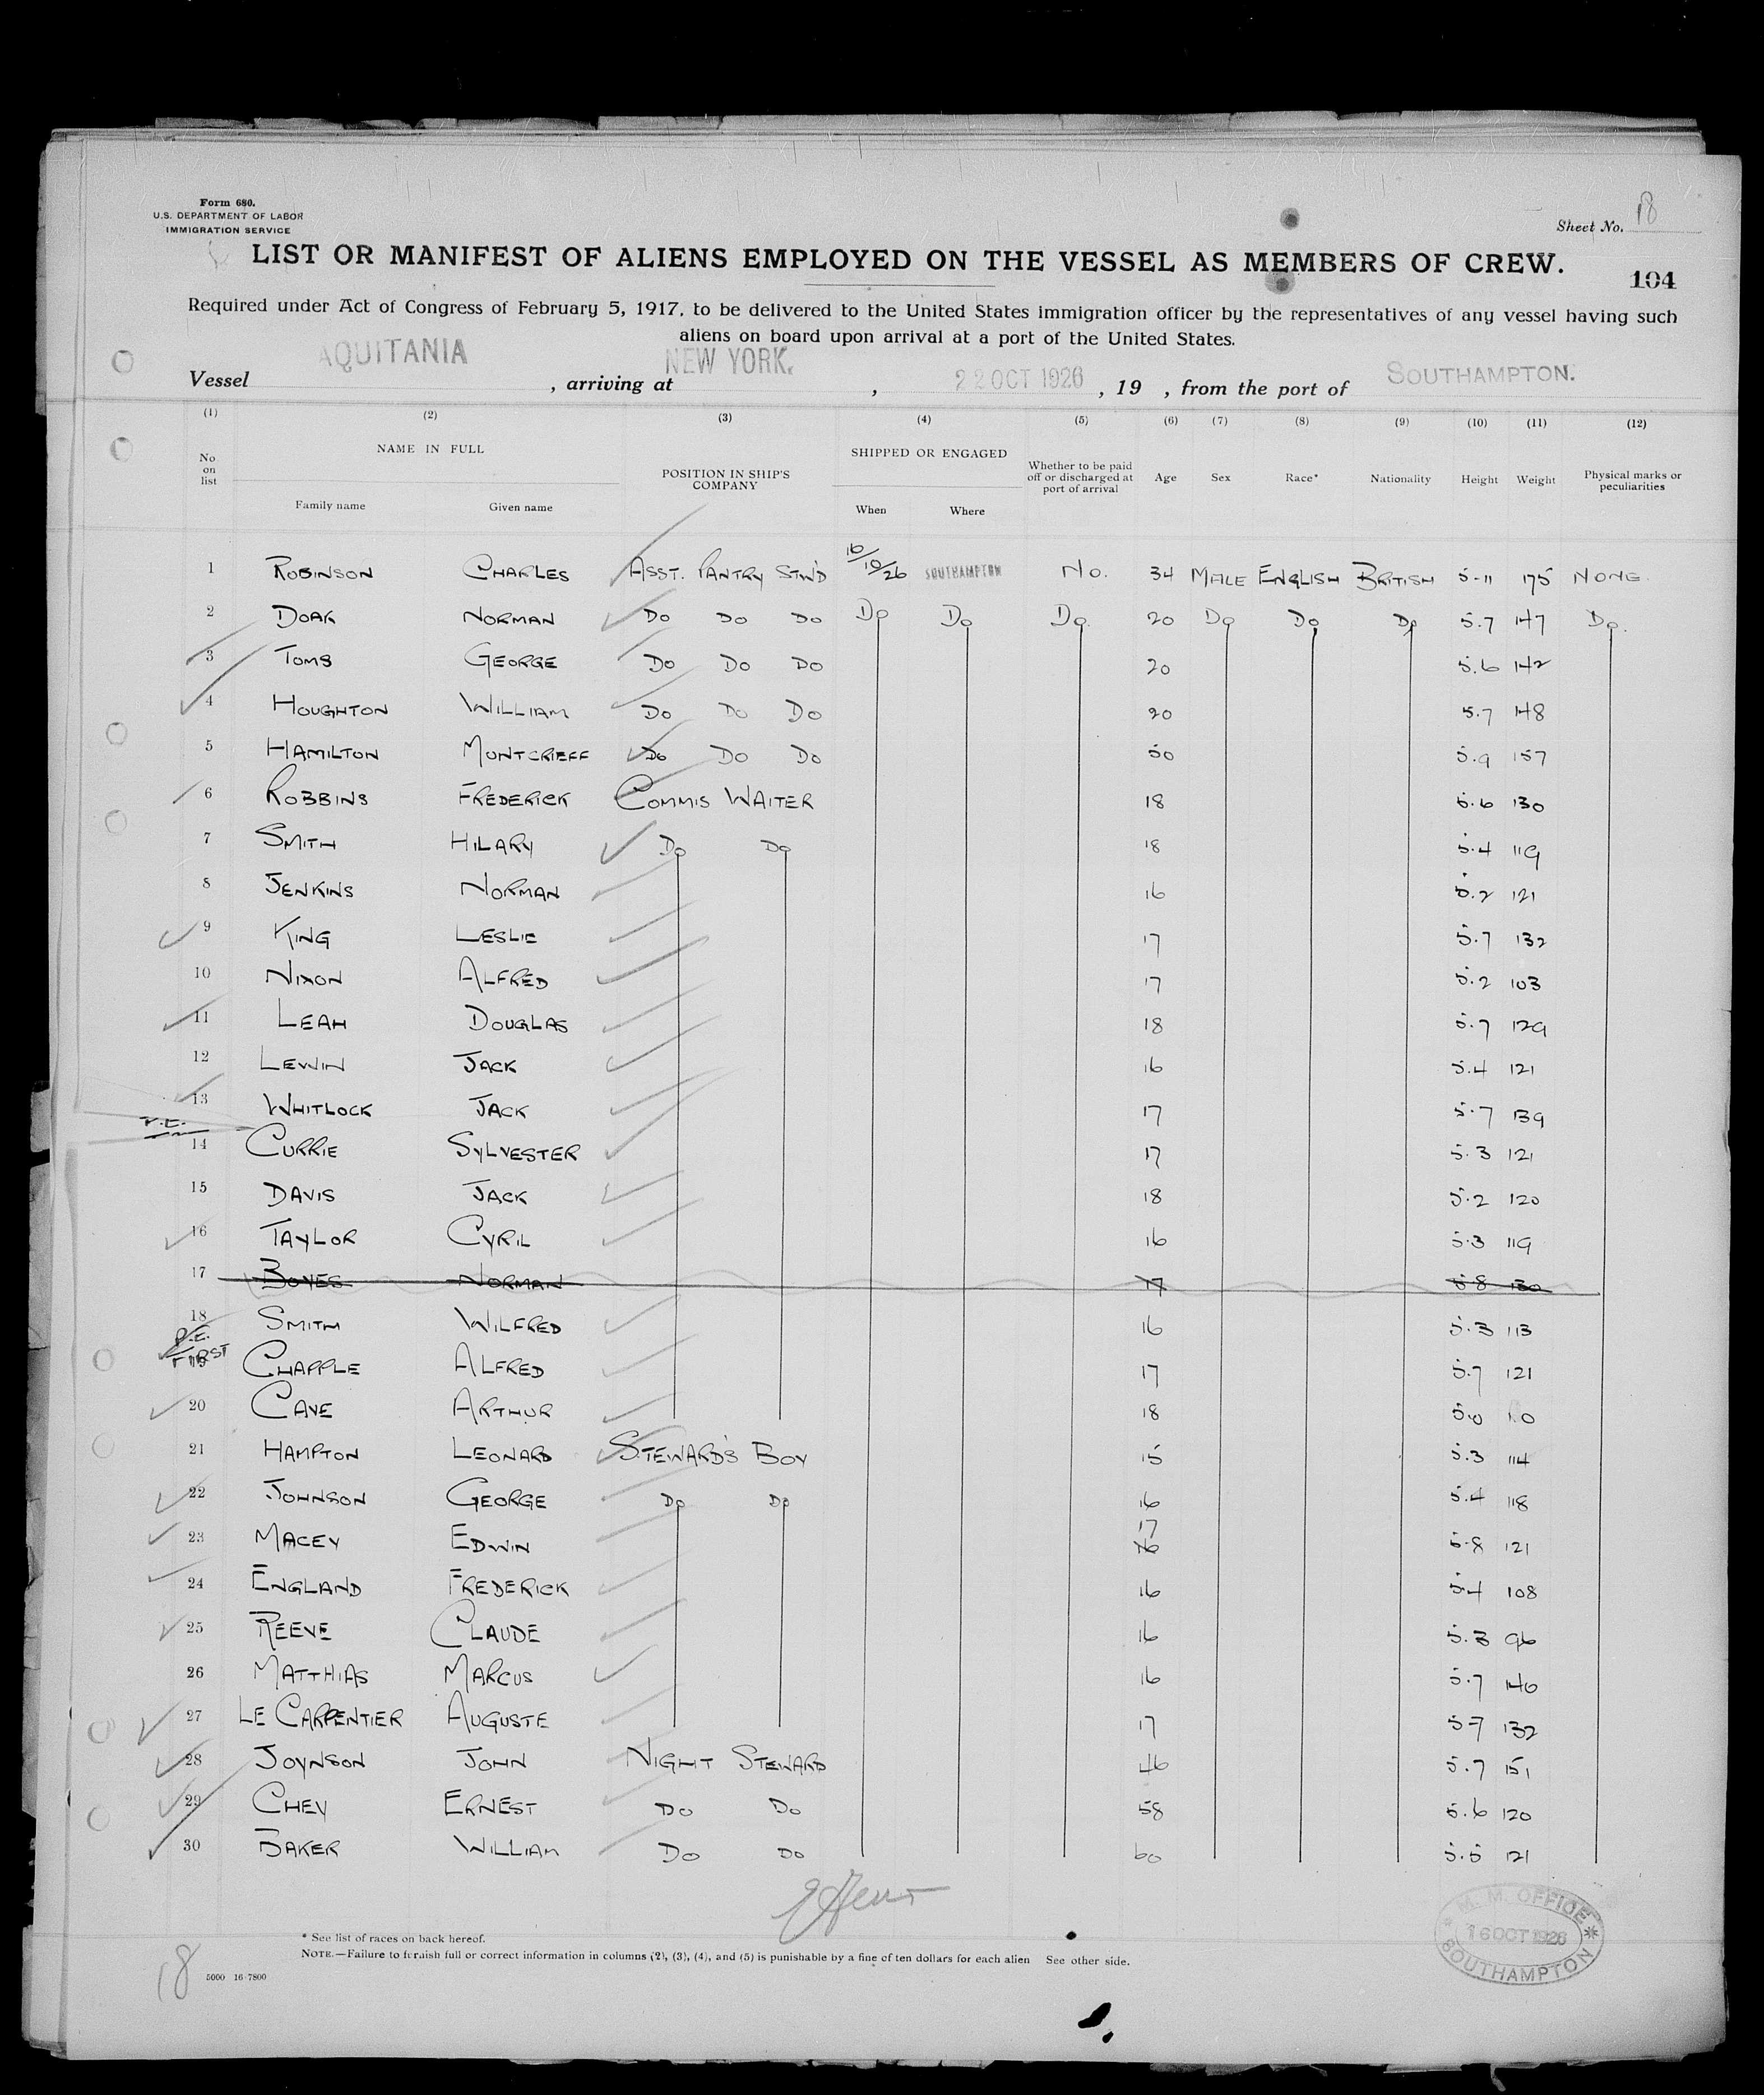 Form 680.
U.S. DEPARTMENT OF LABOR
IMMIGRATION SERVICE
Sheet No. 18
LIST OR MANIFEST OF ALIENS EMPLOYED ON THE VESSEL AS MEMBERS OF CREW.
104
Required under Act of Congress of February 5, 1917, to be delivered to the United States immigration officer by the representatives of any vessel having such
aliens on board upon arrival at a port of the United States.
Vessel AQUITANIA, arriving at NEW YORK., 22 OCT 1926, 19 , from the port of SOUTHAMPTON.
(1) (2) (3) (4) (5) (6) (7) (8) (9) (10) (11) (12)
No on list NAME IN FULL Family name Given name POSITION IN SHIP'S COMPANY SHIPPED OR ENGAGED When Where Whether to be paid off or discharged at port of arrival Age Sex Race* Nationality Height Weight Physical marks or peculiarities
1 ROBINSON CHARLES ASST. PANTRY STWD 16/10/26 SOUTHAMPTON No. 34 MALE ENGLISH BRITISH 5-11 175 NONE.
2 DOAK NORMAN DO DO DO DO DO DO. 20 DO DO DO 5.7 147 DO.
3 TOMS GEORGE DO DO DO 20 5.6 142
4 HOUGHTON WILLIAM DO DO DO 20 5.7 148
5 HAMILTON MONTCRIEFF DO DO DO 50 5.9 157
6 ROBBINS FREDERICK COMMIS WAITER 18 5.6 130
7 SMITH HILARY DO DO 18 5.4 119
8 JENKINS NORMAN 16 5.2 121
9 KING LESLIE 17 5.7 132
10 NIXON ALFRED 17 5.2 103
11 LEAH DOUGLAS 18 5.7 129
12 LEWIN JACK 16 5.4 121
13 WHITLOCK JACK 17 5.7 139
14 CURRIE SYLVESTER 17 5.3 121
15 DAVIS JACK 18 5.2 120
16 TAYLOR CYRIL 16 5.3 119
17 BOYES NORMAN 17 5.8 130
18 SMITH WILFRED 16 5.3 113
FIRST
19 CHAPPLE ALFRED 17 5.7 121
20 CAVE ARTHUR 18 5.0
21 HAMPTON LEONARD STEWARD'S BOY 15 5.3 114
22 JOHNSON GEORGE DO DO 16 5.4 118
23 MACEY EDWIN 17 16 5.8 121
24 ENGLAND FREDERICK 16 5.4 108
25 REEVE CLAUDE 16 5.3 96
26 MATTHIAS MARCUS 16 5.7 140
27 LE CARPENTIER AUGUSTE 17 5-7 132
28 JOYNSON JOHN NIGHT STEWARD 46 5.7 151
29 CHEV ERNEST DO DO 58 5.6 120
30 BAKER WILLIAM DO DO 60 5.5 121
* See list of races on back hereof.
NOTE.—Failure to furnish full or correct information in columns (2), (3), (4), and (5) is punishable by a fine of ten dollars for each alien See other side.
18
5000 16-7800
M. M. OFFICE
16 OCT 1926
SOUTHAMPTON